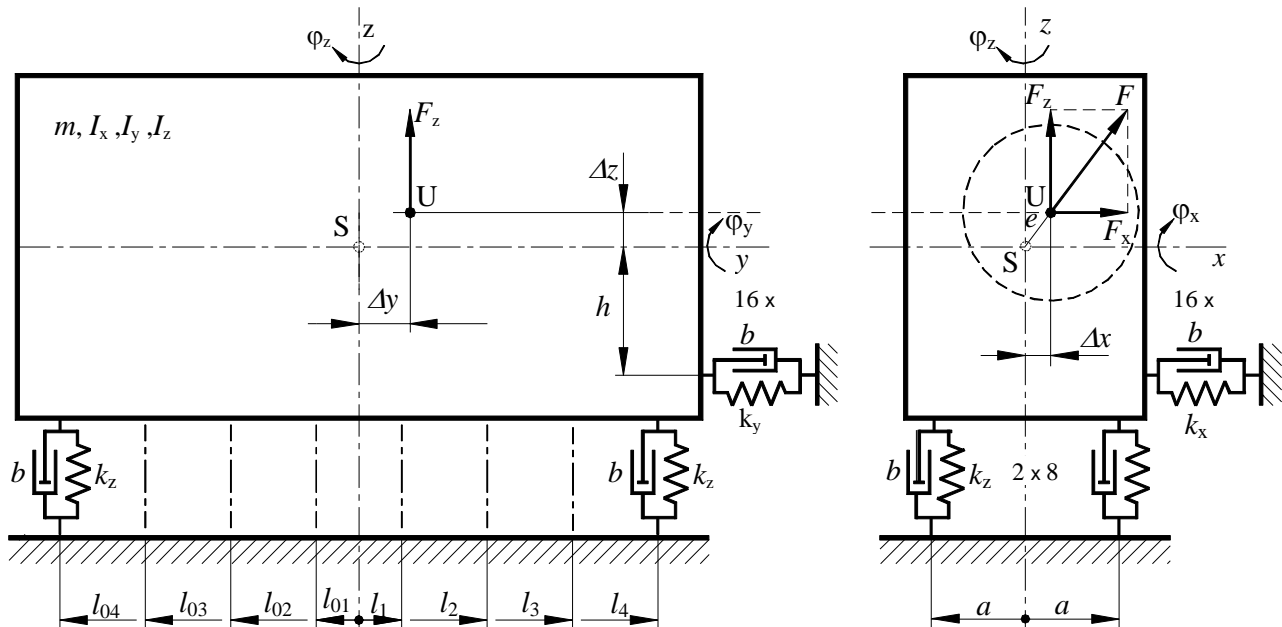 φz z
m, Ix ,Iy ,Iz
Fz
Δz
U
S
φy
y
Δy
h
16 x
b
ky
b
kz
b
kz
l04 l03 l02 l01 l1 l2 l3 l4
φz z
Fz F
U
e
Fx
φx
S
x
16 x
Δx
b
kx
b
kz
2 x 8
a a